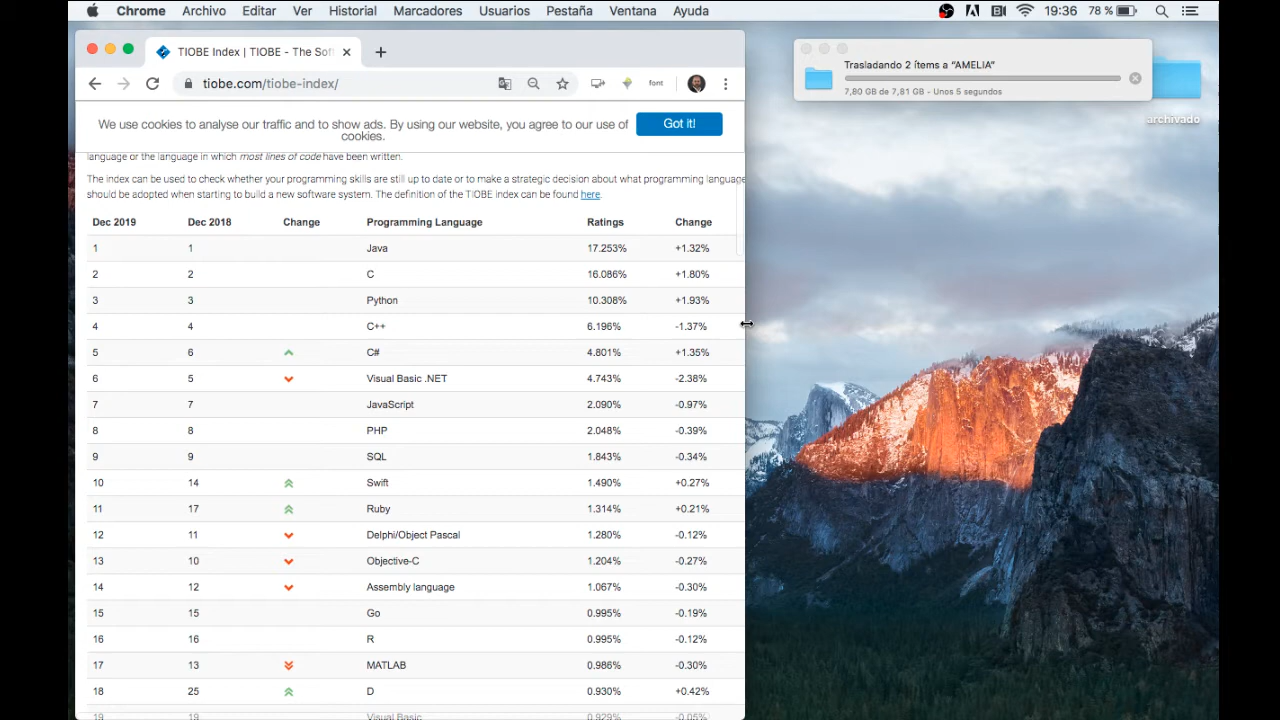 Chrome Archivo Editar Ver Historial Marcadores Usuarios Pestaña Ventana Ayuda 19:36 78 %
TIOBE Index | TIOBE - The Sof
tiobe.com/tiobe-index/
font
Trasladando 2 ítems a “AMELIA”
7,80 GB de 7,81 GB - Unos 5 segundos
archivado
We use cookies to analyse our traffic and to show ads. By using our website, you agree to our use of
cookies.
Got it!
language or the language in which most lines of code have been written.
The index can be used to check whether your programming skills are still up to date or to make a strategic decision about what programming language
should be adopted when starting to build a new software system. The definition of the TIOBE index can be found here.
Dec 2019 Dec 2018 Change Programming Language Ratings Change
1 1 Java 17.253% +1.32%
2 2 C 16.086% +1.80%
3 3 Python 10.308% +1.93%
4 4 C++ 6.196% -1.37%
5 6 C# 4.801% +1.35%
6 5 Visual Basic .NET 4.743% -2.38%
7 7 JavaScript 2.090% -0.97%
8 8 PHP 2.048% -0.39%
9 9 SQL 1.843% -0.34%
10 14 Swift 1.490% +0.27%
11 17 Ruby 1.314% +0.21%
12 11 Delphi/Object Pascal 1.280% -0.12%
13 10 Objective-C 1.204% -0.27%
14 12 Assembly language 1.067% -0.30%
15 15 Go 0.995% -0.19%
16 16 R 0.995% -0.12%
17 13 MATLAB 0.986% -0.30%
18 25 D 0.930% +0.42%
19 19 Visual Basic 0.929% -0.05%